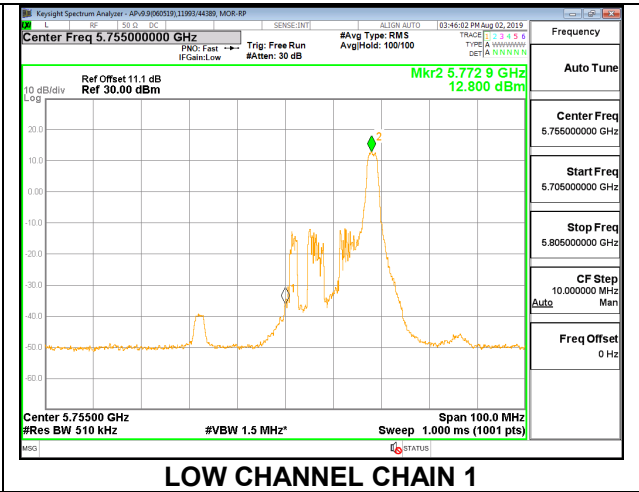 Keysight Spectrum Analyzer - APv9.9(060519),11993/44389, MOR-RP
L RF 50 Ω DC SENSE:INT ALIGN AUTO 03:46:02 PM Aug 02, 2019
Center Freq 5.755000000 GHz
PNO: Fast
IFGain:Low
Trig: Free Run
#Atten: 30 dB
#Avg Type: RMS
Avg|Hold: 100/100
TRACE 1 2 3 4 5 6
TYPE A WWWWW
DET A N N N N N
Frequency
Mkr2 5.772 9 GHz
12.800 dBm
Ref Offset 11.1 dB
Ref 30.00 dBm
10 dB/div
Log
20.0
10.0
0.00
-10.0
-20.0
-30.0
-40.0
-50.0
-60.0
2
1
Center 5.75500 GHz
Span 100.0 MHz
#Res BW 510 kHz
#VBW 1.5 MHz*
Sweep 1.000 ms (1001 pts)
Auto Tune
Center Freq
5.755000000 GHz
Start Freq
5.705000000 GHz
Stop Freq
5.805000000 GHz
CF Step
10.000000 MHz
Auto Man
Freq Offset
0 Hz
MSG
STATUS
LOW CHANNEL CHAIN 1